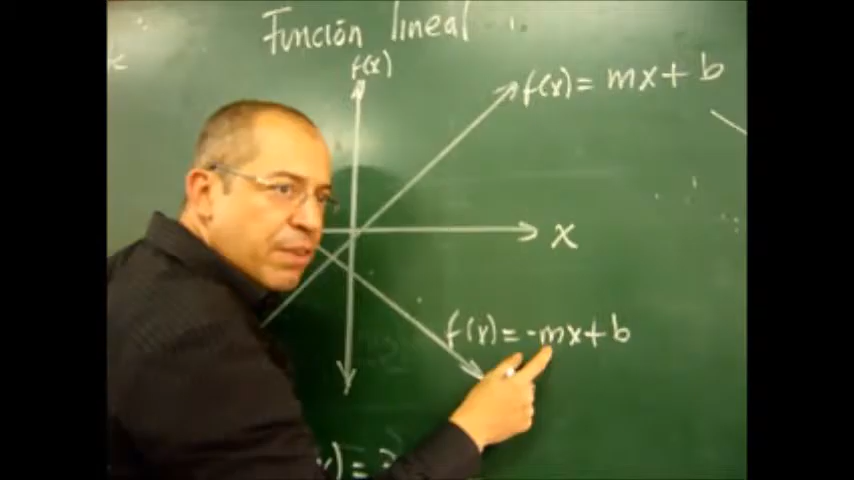 Función lineal
f(x)
f(x) = mx + b
x
f(x) = -mx + b
) =